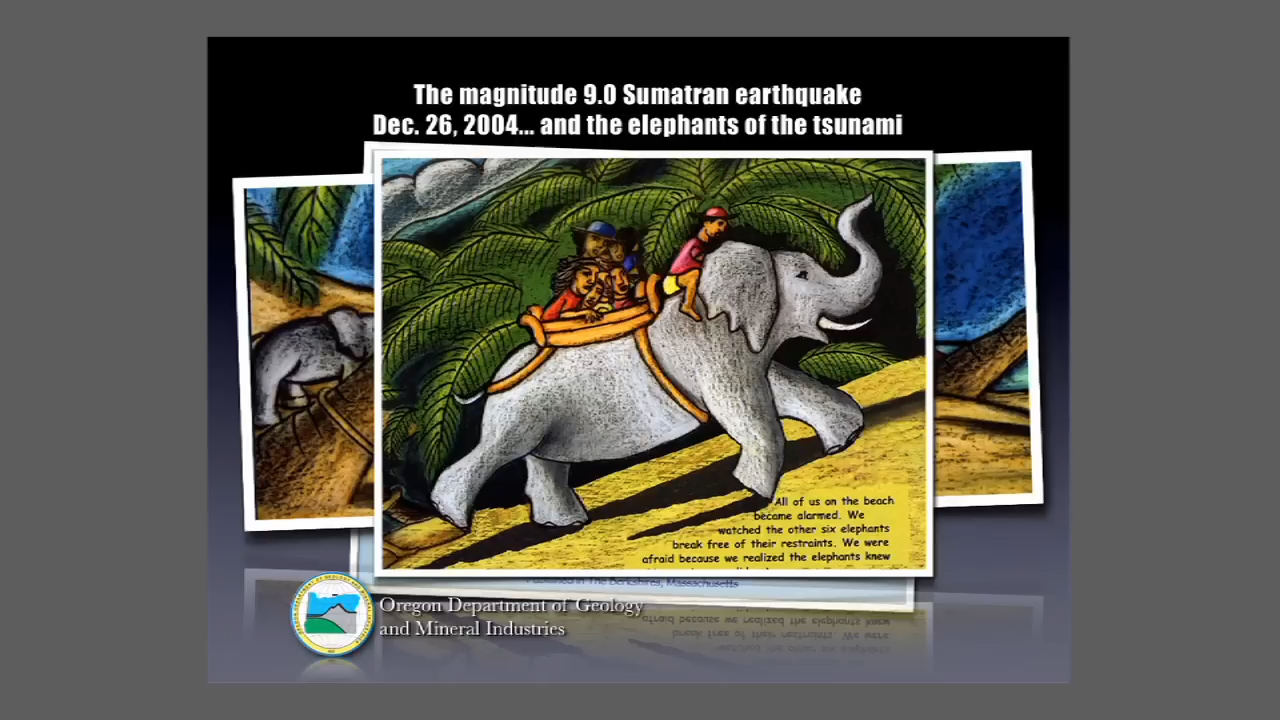 The magnitude 9.0 Sumatran earthquake
Dec. 26, 2004... and the elephants of the tsunami
All of us on the beach
became alarmed. We
watched the other six elephants
break free of their restraints. We were
afraid because we realized the elephants knew
Published in The Berkshires, Massachusetts
Oregon Department of Geology
and Mineral Industries